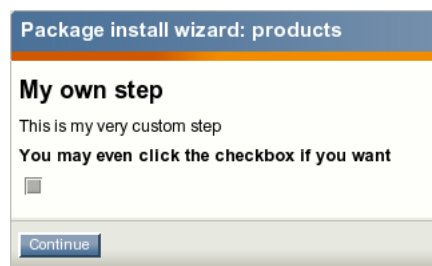 Package install wizard: products
My own step
This is my very custom step
You may even click the checkbox if you want
Continue